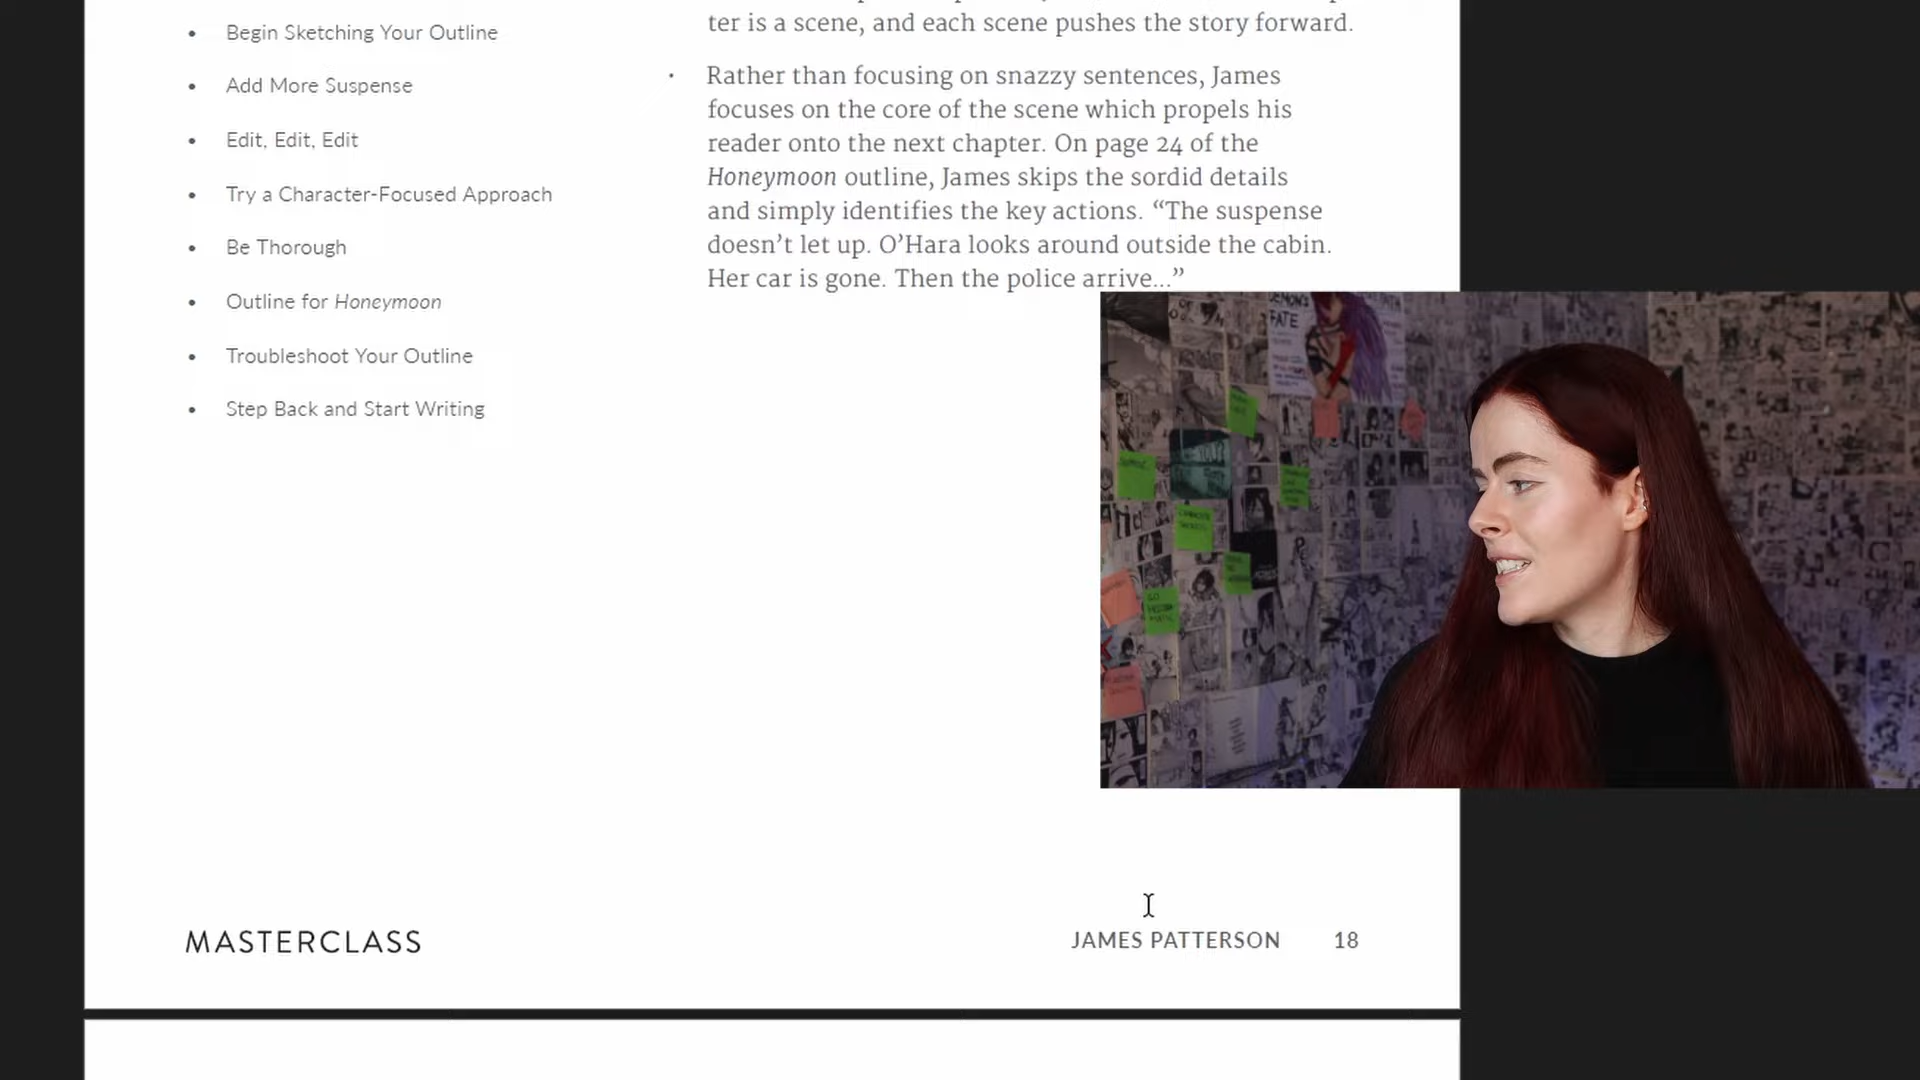 Begin Sketching Your Outline
Add More Suspense
Edit, Edit, Edit
Try a Character-Focused Approach
Be Thorough
Outline for Honeymoon
Troubleshoot Your Outline
Step Back and Start Writing
ter is a scene, and each scene pushes the story forward.
Rather than focusing on snazzy sentences, James
focuses on the core of the scene which propels his
reader onto the next chapter. On page 24 of the
Honeymoon outline, James skips the sordid details
and simply identifies the key actions. “The suspense
doesn’t let up. O’Hara looks around outside the cabin.
Her car is gone. Then the police arrive...”
FATE
MASTERCLASS
JAMES PATTERSON 18